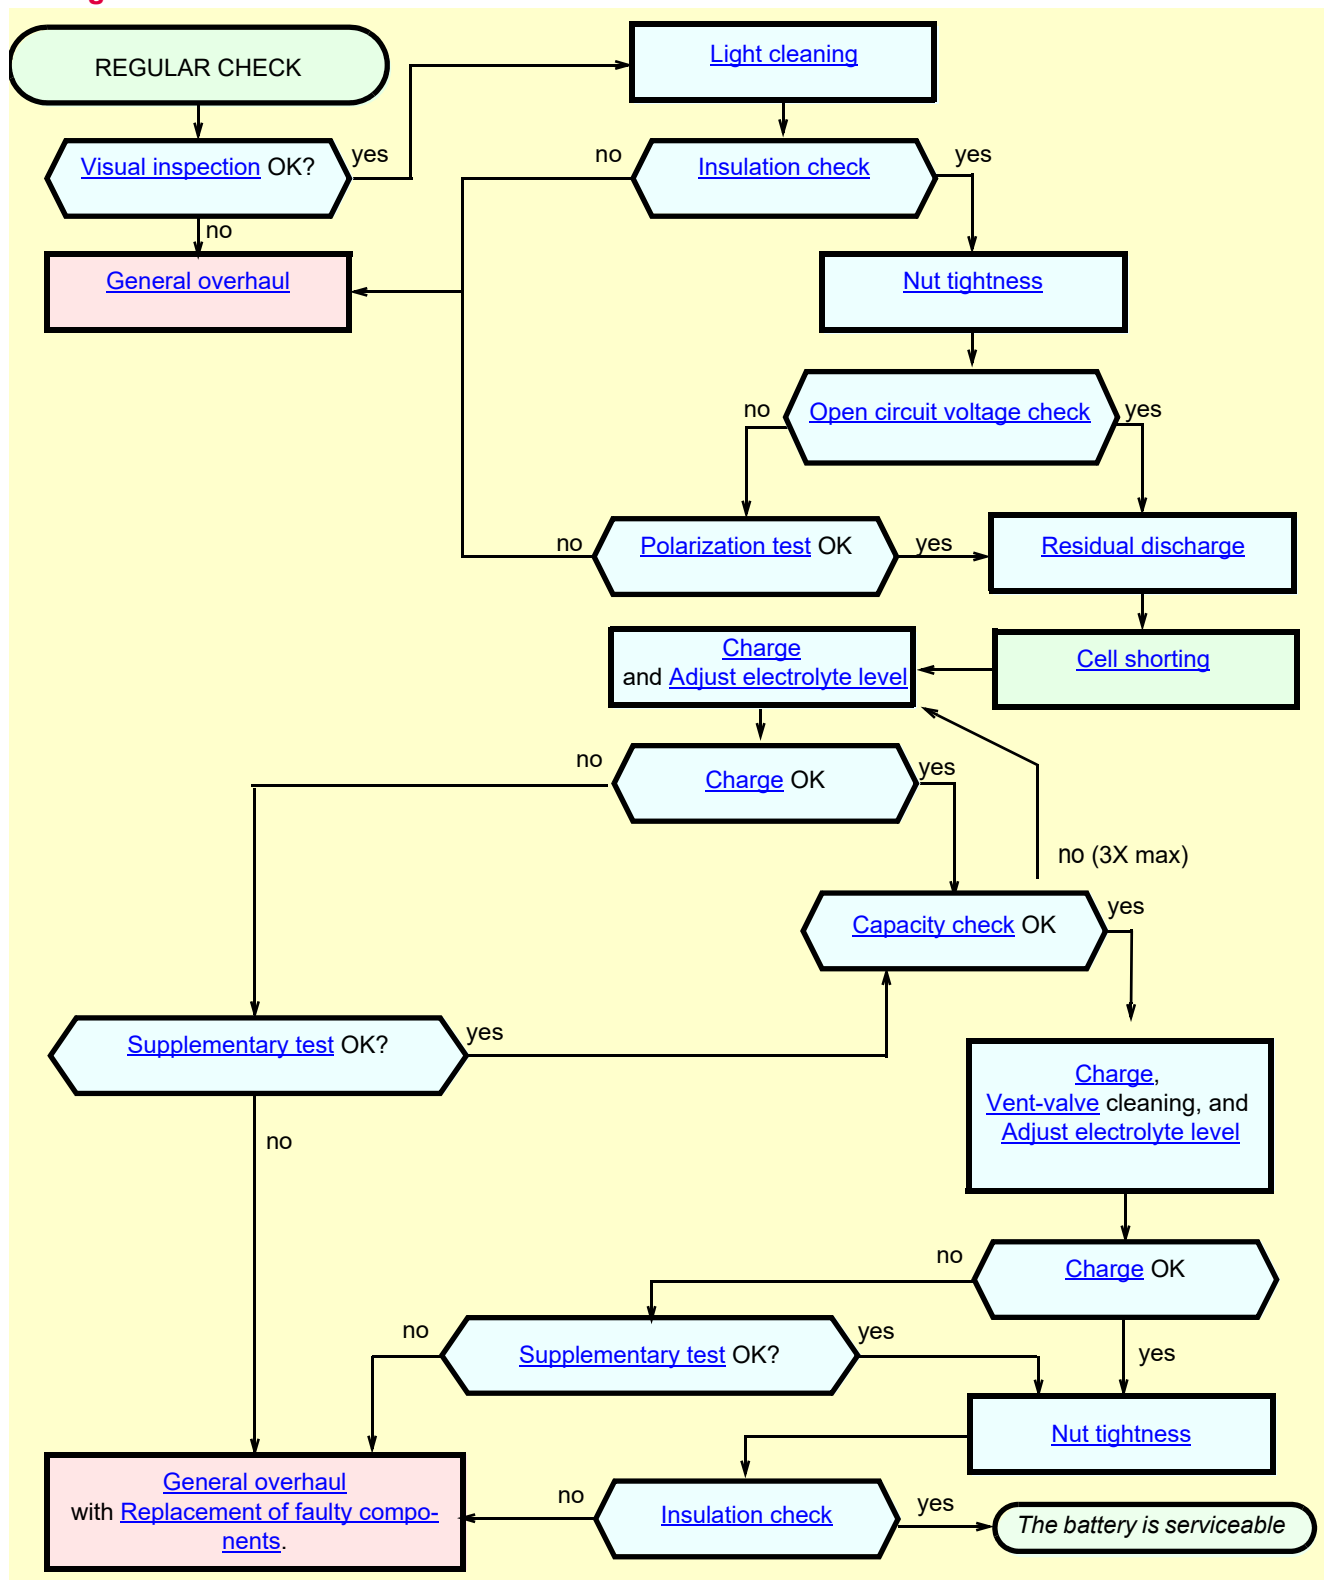 REGULAR CHECK
Light cleaning
Visual inspection OK?
yes
no
Insulation check
yes
no
General overhaul
Nut tightness
no
Open circuit voltage check
yes
no
Polarization test OK
yes
Residual discharge
Charge
and Adjust electrolyte level
Cell shorting
no
Charge OK
yes
no (3X max)
Capacity check OK
yes
Supplementary test OK?
yes
Charge,
Vent-valve cleaning, and
Adjust electrolyte level
no
no
Charge OK
no
Supplementary test OK?
yes
yes
Nut tightness
General overhaul
with Replacement of faulty compo-
nents.
no
Insulation check
yes
The battery is serviceable